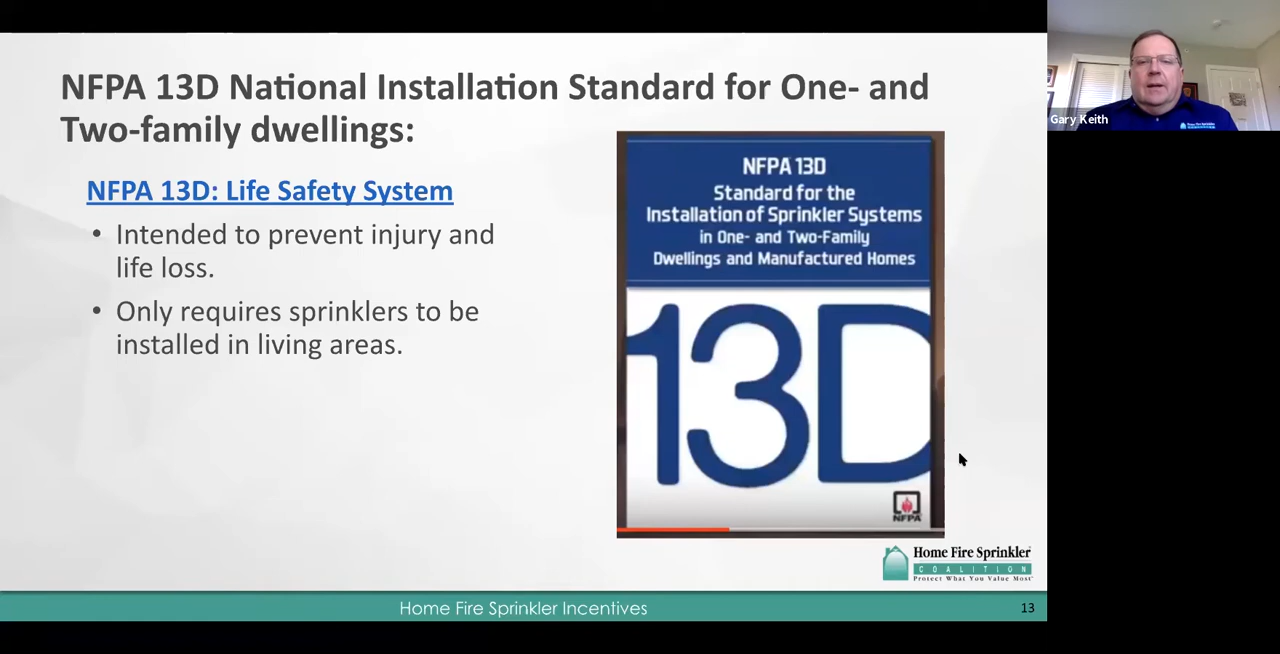 NFPA 13D National Installation Standard for One- and
Two-family dwellings:
NFPA 13D: Life Safety System
• Intended to prevent injury and
life loss.
• Only requires sprinklers to be
installed in living areas.
NFPA 13D
Standard for the
Installation of Sprinkler Systems
in One- and Two-Family
Dwellings and Manufactured Homes
13D
NFPA
Home Fire Sprinkler
COALITION
Protect What You Value Most
Home Fire Sprinkler Incentives
13
Gary Keith
Home Fire Sprinkler